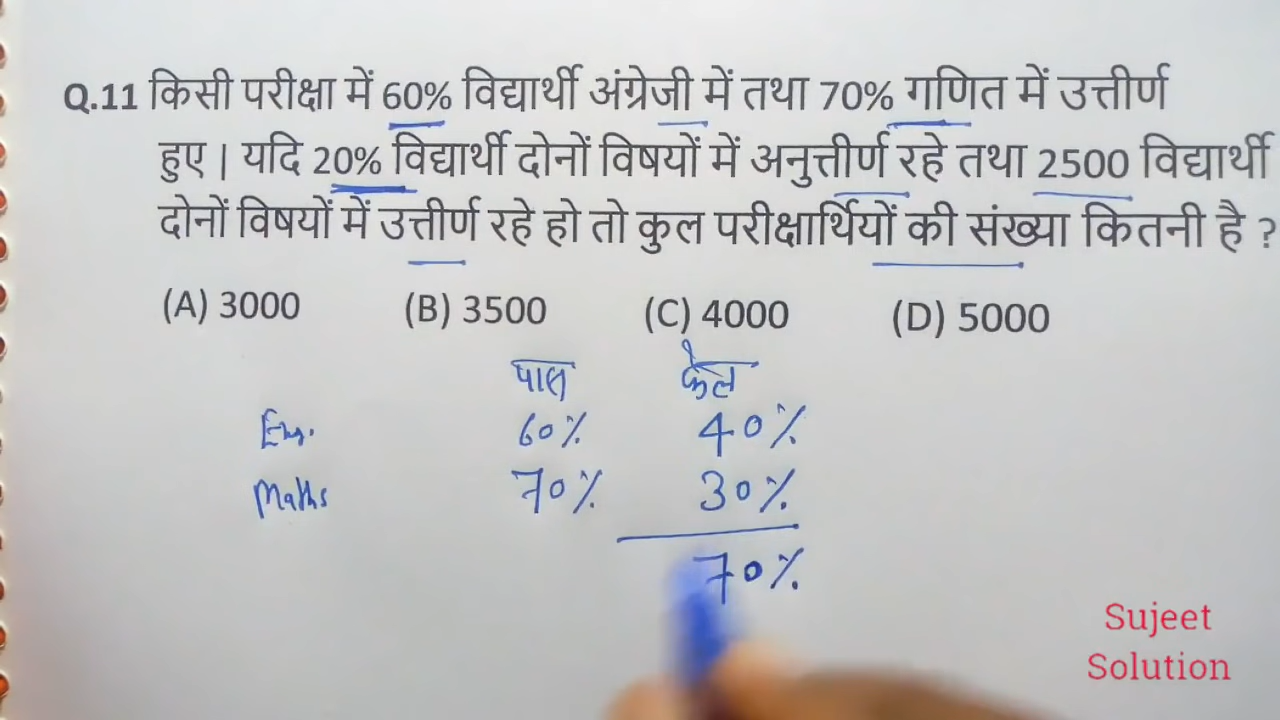 Q.11 किसी परीक्षा में 60% विद्यार्थी अंग्रेजी में तथा 70% गणित में उत्तीर्ण
हुए | यदि 20% विद्यार्थी दोनों विषयों में अनुत्तीर्ण रहे तथा 2500 विद्यार्थी
दोनों विषयों में उत्तीर्ण रहे हो तो कुल परीक्षार्थियों की संख्या कितनी है ?
(A) 3000 (B) 3500 (C) 4000 (D) 5000
पास फेल
Eng. 60% 40%
Maths 70% 30%
70%
Sujeet
Solution